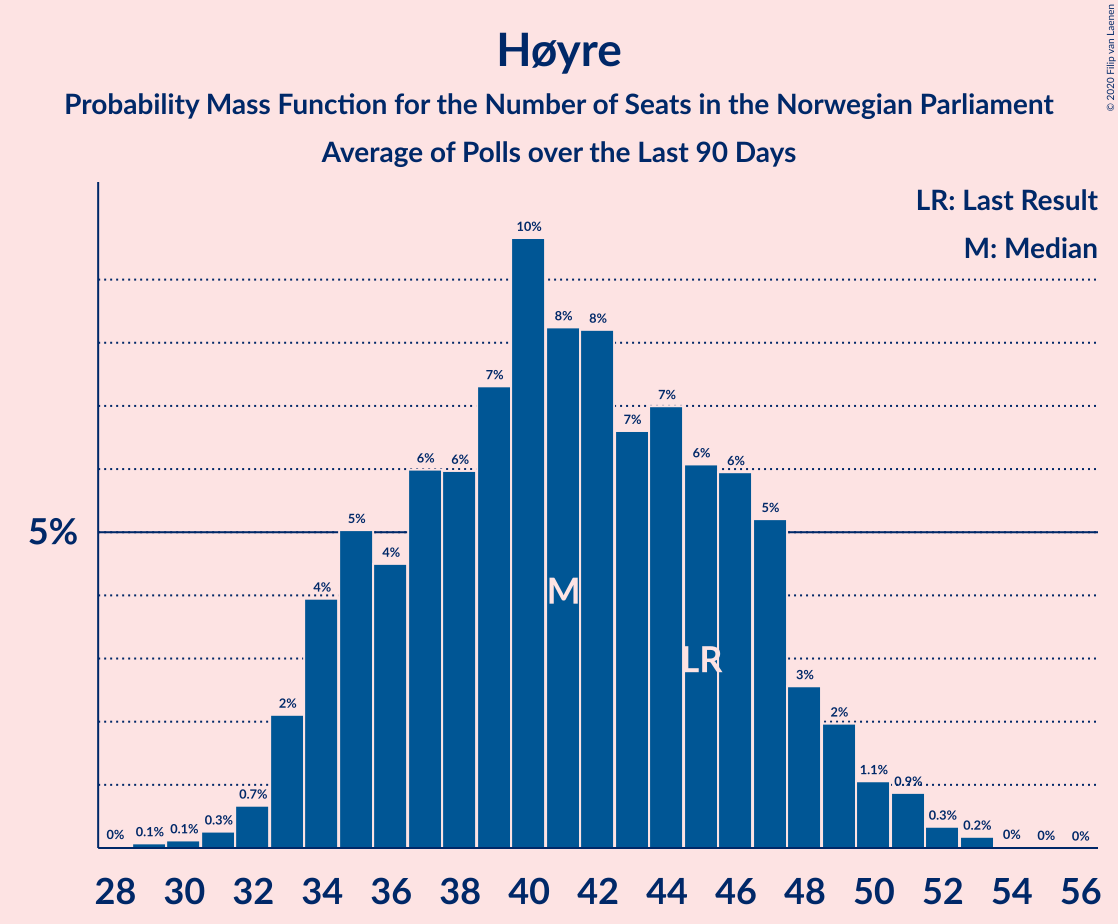 Høyre
Probability Mass Function for the Number of Seats in the Norwegian Parliament
Average of Polls over the Last 90 Days
© 2020 Filip van Laenen
LR: Last Result
M: Median
5%
0% 0.1% 0.1% 0.3% 0.7% 2% 4% 5% 4% 6% 6% 7% 10% 8% 8% 7% 7% 6% 6% 5% 3% 2% 1.1% 0.9% 0.3% 0.2% 0% 0% 0%
M
LR
28 30 32 34 36 38 40 42 44 46 48 50 52 54 56